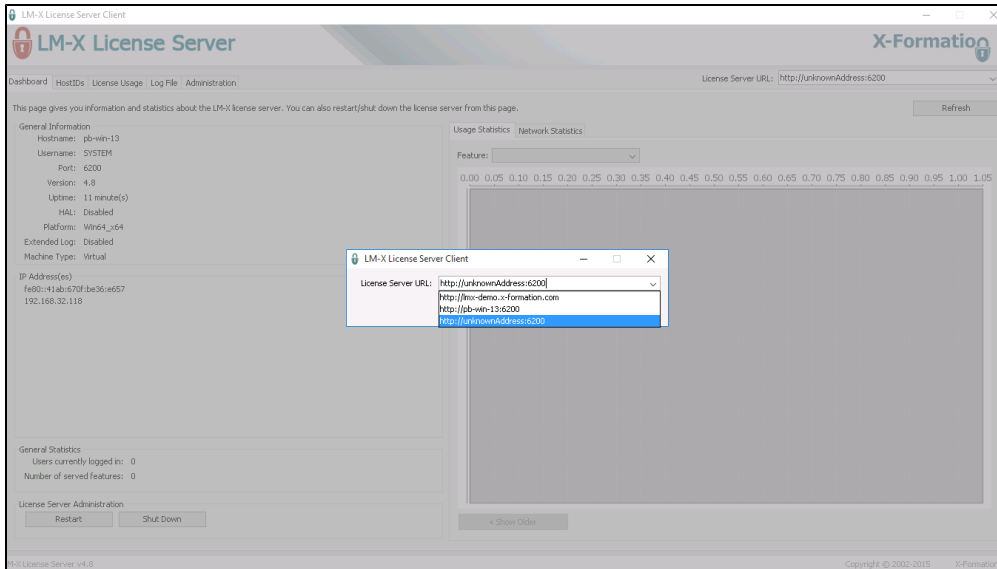 LM-X License Server Client
LM-X License Server
X-Formation
Dashboard HostIDs License Usage Log File Administration
License Server URL: http://unknownAddress:6200
This page gives you information and statistics about the LM-X license server. You can also restart/shut down the license server from this page.
Refresh
General Information
Hostname: pb-win-13
Username: SYSTEM
Port: 6200
Version: 4.8
Uptime: 11 minute(s)
HAL: Disabled
Platform: Win64_x64
Extended Log: Disabled
Machine Type: Virtual
IP Address(es)
fe80::41ab:670f:be36:e657
192.168.32.118
General Statistics
Users currently logged in: 0
Number of served features: 0
License Server Administration
Restart Shut Down
Usage Statistics Network Statistics
Feature:
0.00 0.05 0.10 0.15 0.20 0.25 0.30 0.35 0.40 0.45 0.50 0.55 0.60 0.65 0.70 0.75 0.80 0.85 0.90 0.95 1.00 1.05
« Show Older
LM-X License Server Client
License Server URL: http://unknownAddress:6200
http://lmx-demo.x-formation.com
http://pb-win-13:6200
http://unknownAddress:6200
M-X License Server v4.8
Copyright © 2002-2015 X-Formation